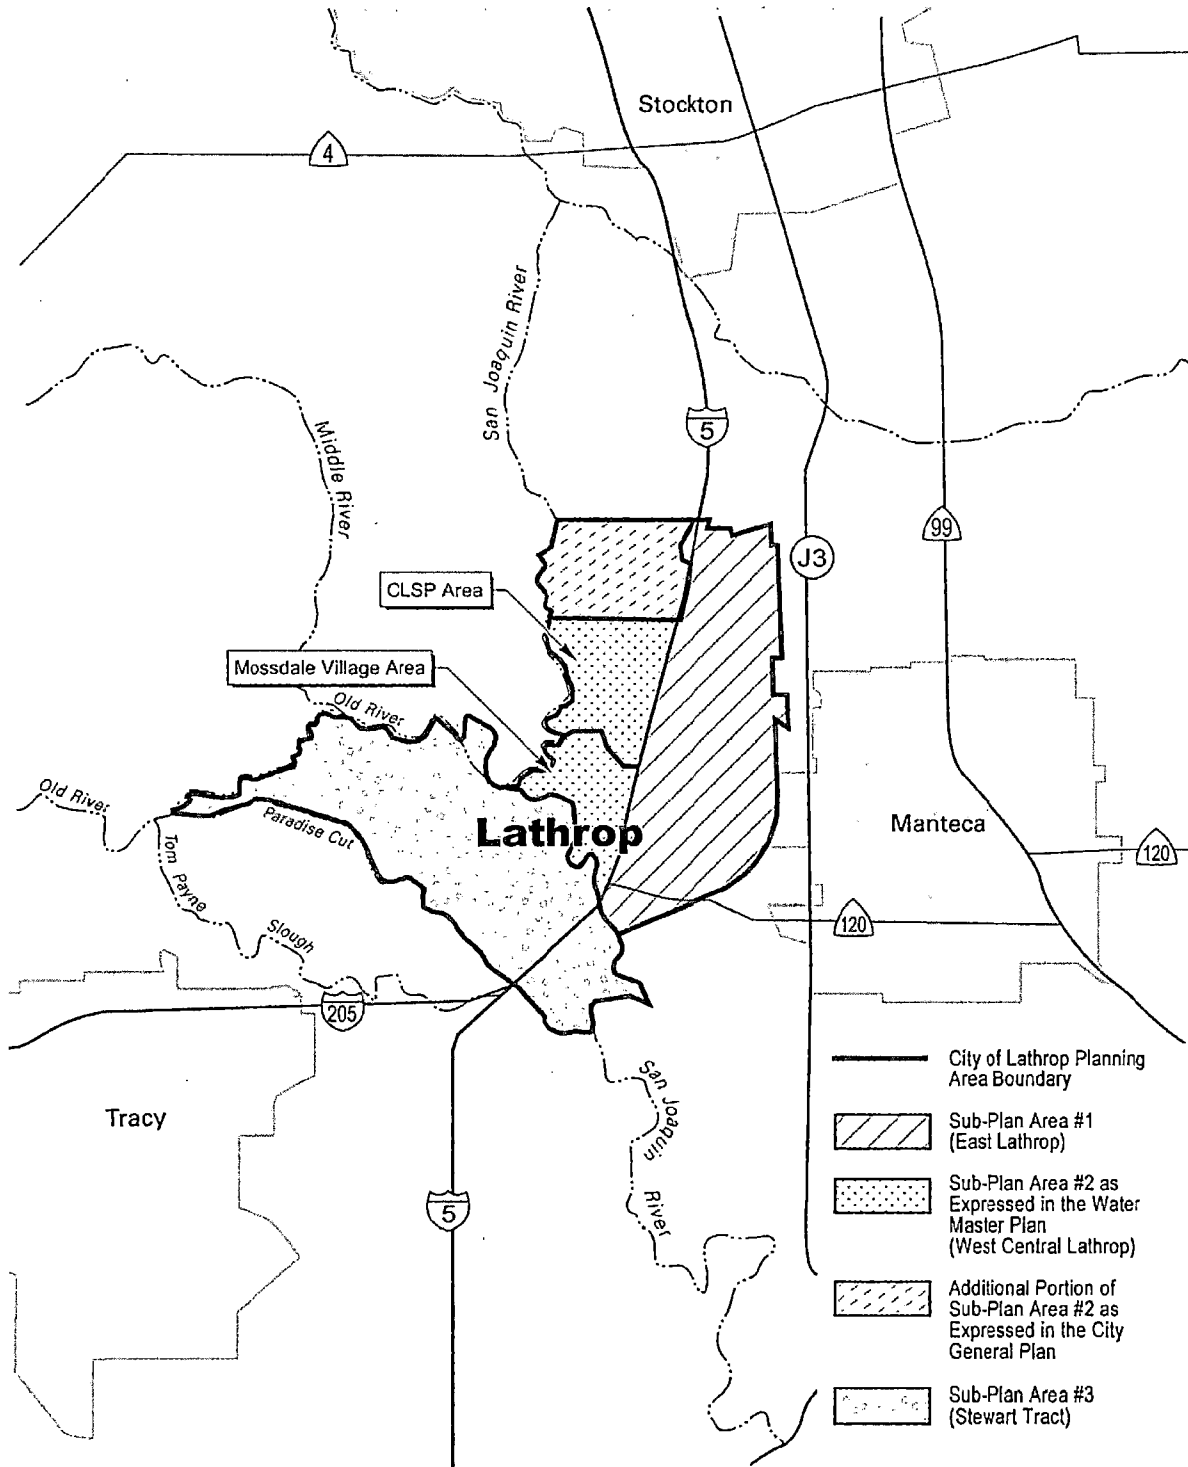 Stockton
4
San Joaquin River
5
Middle River
99
J3
CLSP Area
Mossdale Village Area
Old River
Old River
Paradise Cut
Lathrop
Manteca
120
Tom Payne
Slough
120
205
Tracy
5
San Joaquin
River
City of Lathrop Planning
Area Boundary
Sub-Plan Area #1
(East Lathrop)
Sub-Plan Area #2 as
Expressed in the Water
Master Plan
(West Central Lathrop)
Additional Portion of
Sub-Plan Area #2 as
Expressed in the City
General Plan
Sub-Plan Area #3
(Stewart Tract)